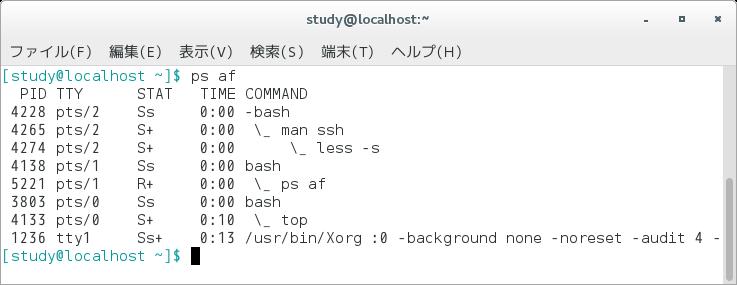 study@localhost:~
ファイル(F) 編集(E) 表示(V) 検索(S) 端末(T) ヘルプ(H)
[study@localhost ~]$ ps af
  PID TTY      STAT   TIME COMMAND
 4228 pts/2    Ss     0:00 -bash
 4265 pts/2    S+     0:00  \_ man ssh
 4274 pts/2    S+     0:00      \_ less -s
 4138 pts/1    Ss     0:00 bash
 5221 pts/1    R+     0:00  \_ ps af
 3803 pts/0    Ss     0:00 bash
 4133 pts/0    S+     0:10  \_ top
 1236 tty1     Ss+    0:13 /usr/bin/Xorg :0 -background none -noreset -audit 4 -
[study@localhost ~]$